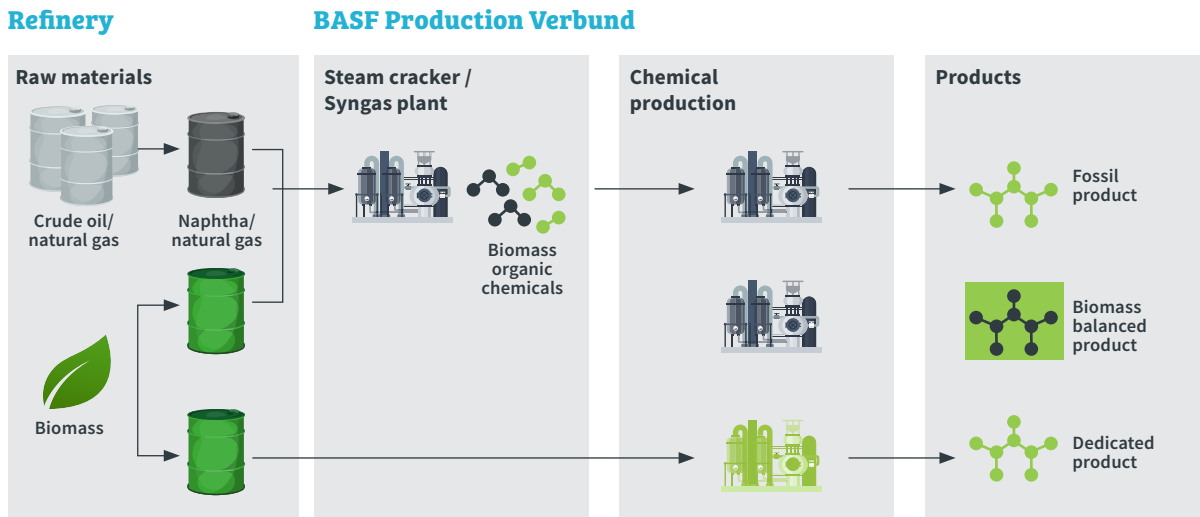 Refinery
BASF Production Verbund
Raw materials
Steam cracker /
Syngas plant
Chemical
production
Products
Crude oil/
natural gas
Naphtha/
natural gas
Biomass
organic
chemicals
Fossil
product
Biomass
balanced
product
Biomass
Dedicated
product